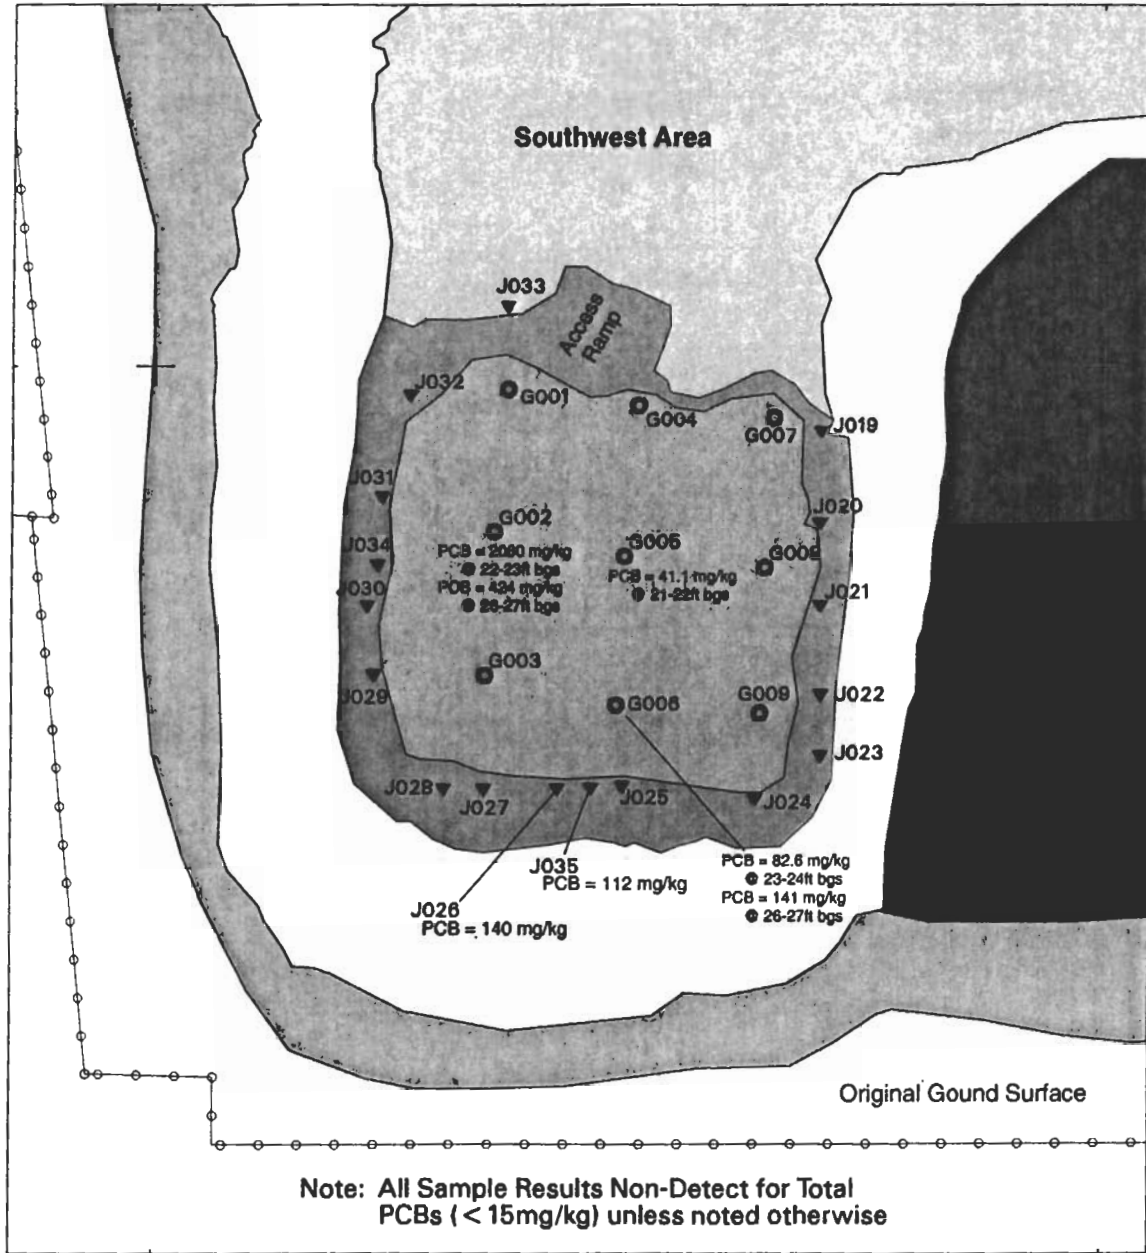 Southwest Area
J033
Access
Ramp
J032
G001
G004
G007
J019
J031
G002
J020
J034
PCB = 2080 mg/kg
@ 22-23ft bgs
PCB = 424 mg/kg
@ 26-27ft bgs
G005
PCB = 41.1 mg/kg
@ 21-22ft bgs
J030
J021
G003
J029
G006
G009
J022
J023
J028
J027
J025
J024
J035
PCB = 112 mg/kg
PCB = 82.6 mg/kg
@ 23-24ft bgs
PCB = 141 mg/kg
@ 26-27ft bgs
J026
PCB = 140 mg/kg
Original Gound Surface
Note: All Sample Results Non-Detect for Total
PCBs ( < 15mg/kg) unless noted otherwise